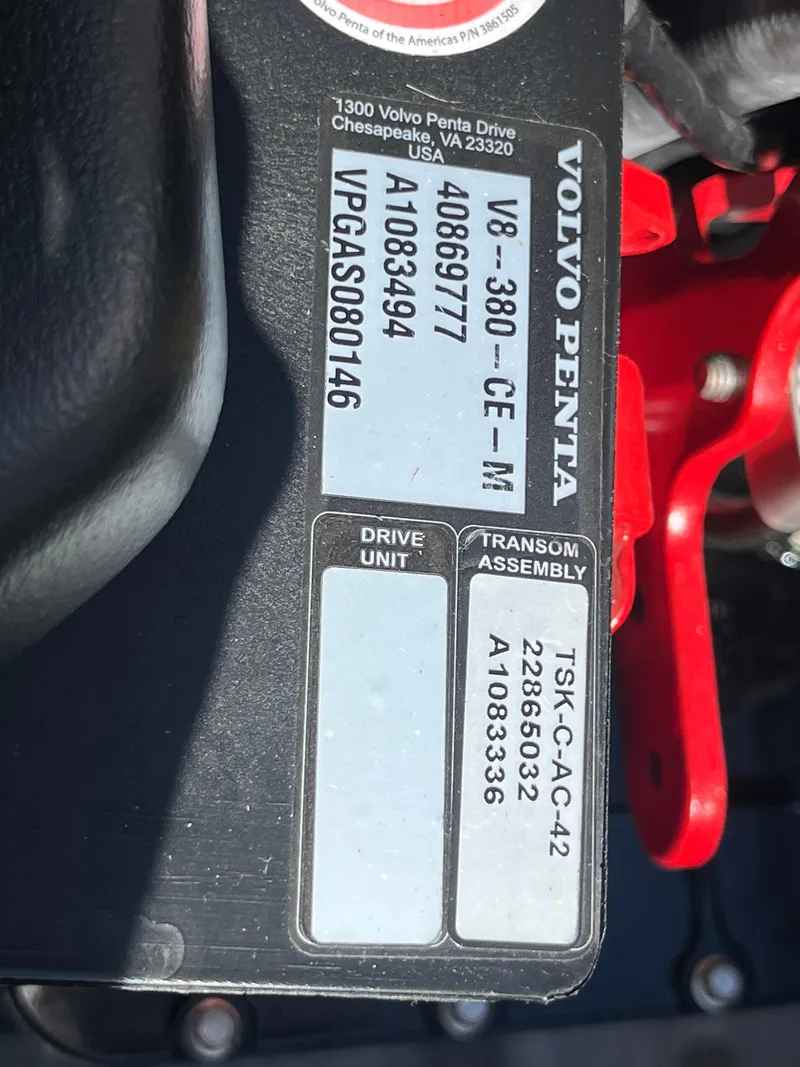 Volvo Penta of the Americas P/N 3861505
1300 Volvo Penta Drive
Chesapeake, VA 23320
USA
VOLVO PENTA
V8--380--CE--M
40869777
A1083494
VPGAS080146
TRANSOM
ASSEMBLY
TSK-C-AC-42
22865032
A1083336
DRIVE
UNIT